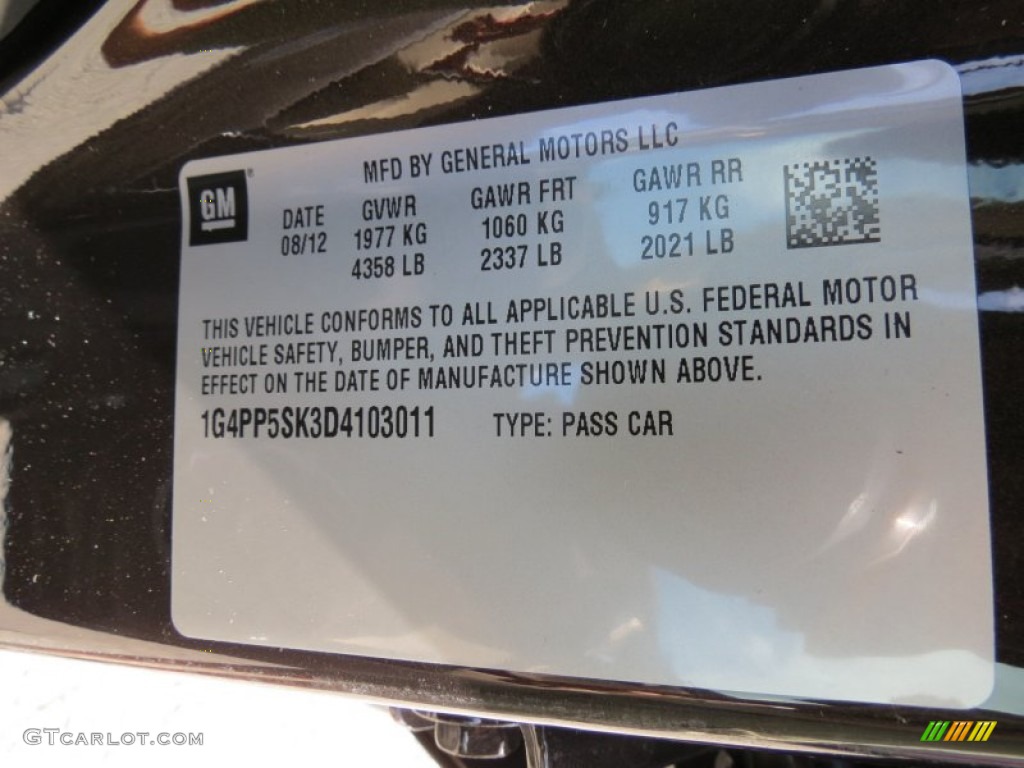 MFD BY GENERAL MOTORS LLC
GM®
DATE GVWR GAWR FRT GAWR RR
08/12 1977 KG 1060 KG 917 KG
4358 LB 2337 LB 2021 LB
THIS VEHICLE CONFORMS TO ALL APPLICABLE U.S. FEDERAL MOTOR
VEHICLE SAFETY, BUMPER, AND THEFT PREVENTION STANDARDS IN
EFFECT ON THE DATE OF MANUFACTURE SHOWN ABOVE.
1G4PP5SK3D4103011 TYPE: PASS CAR
GTcarlot.com